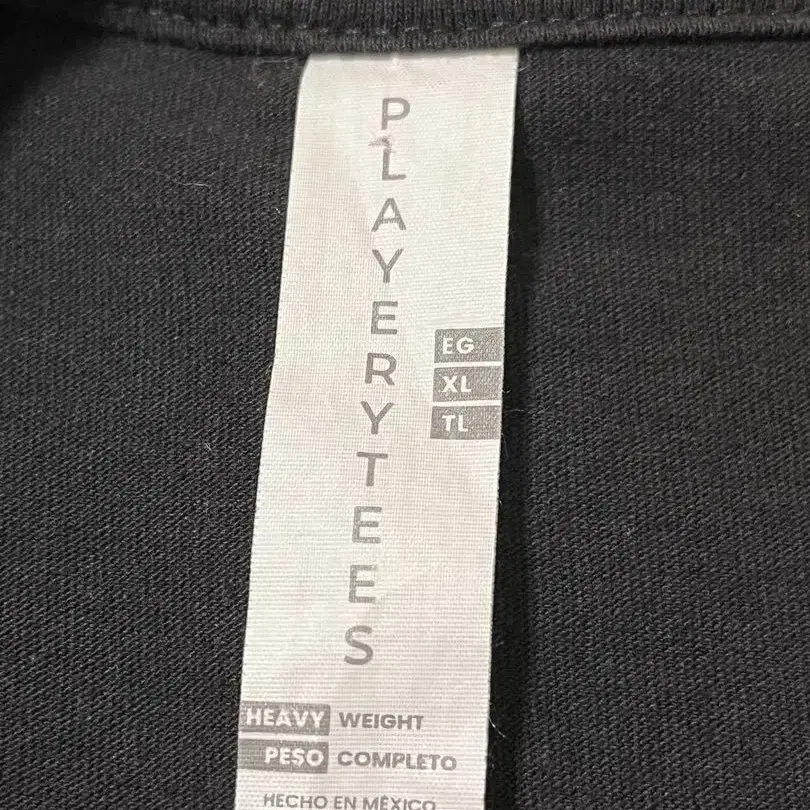 PLAYERYTEES
EG
XL
TL
HEAVY WEIGHT
PESO COMPLETO
HECHO EN MÉXICO